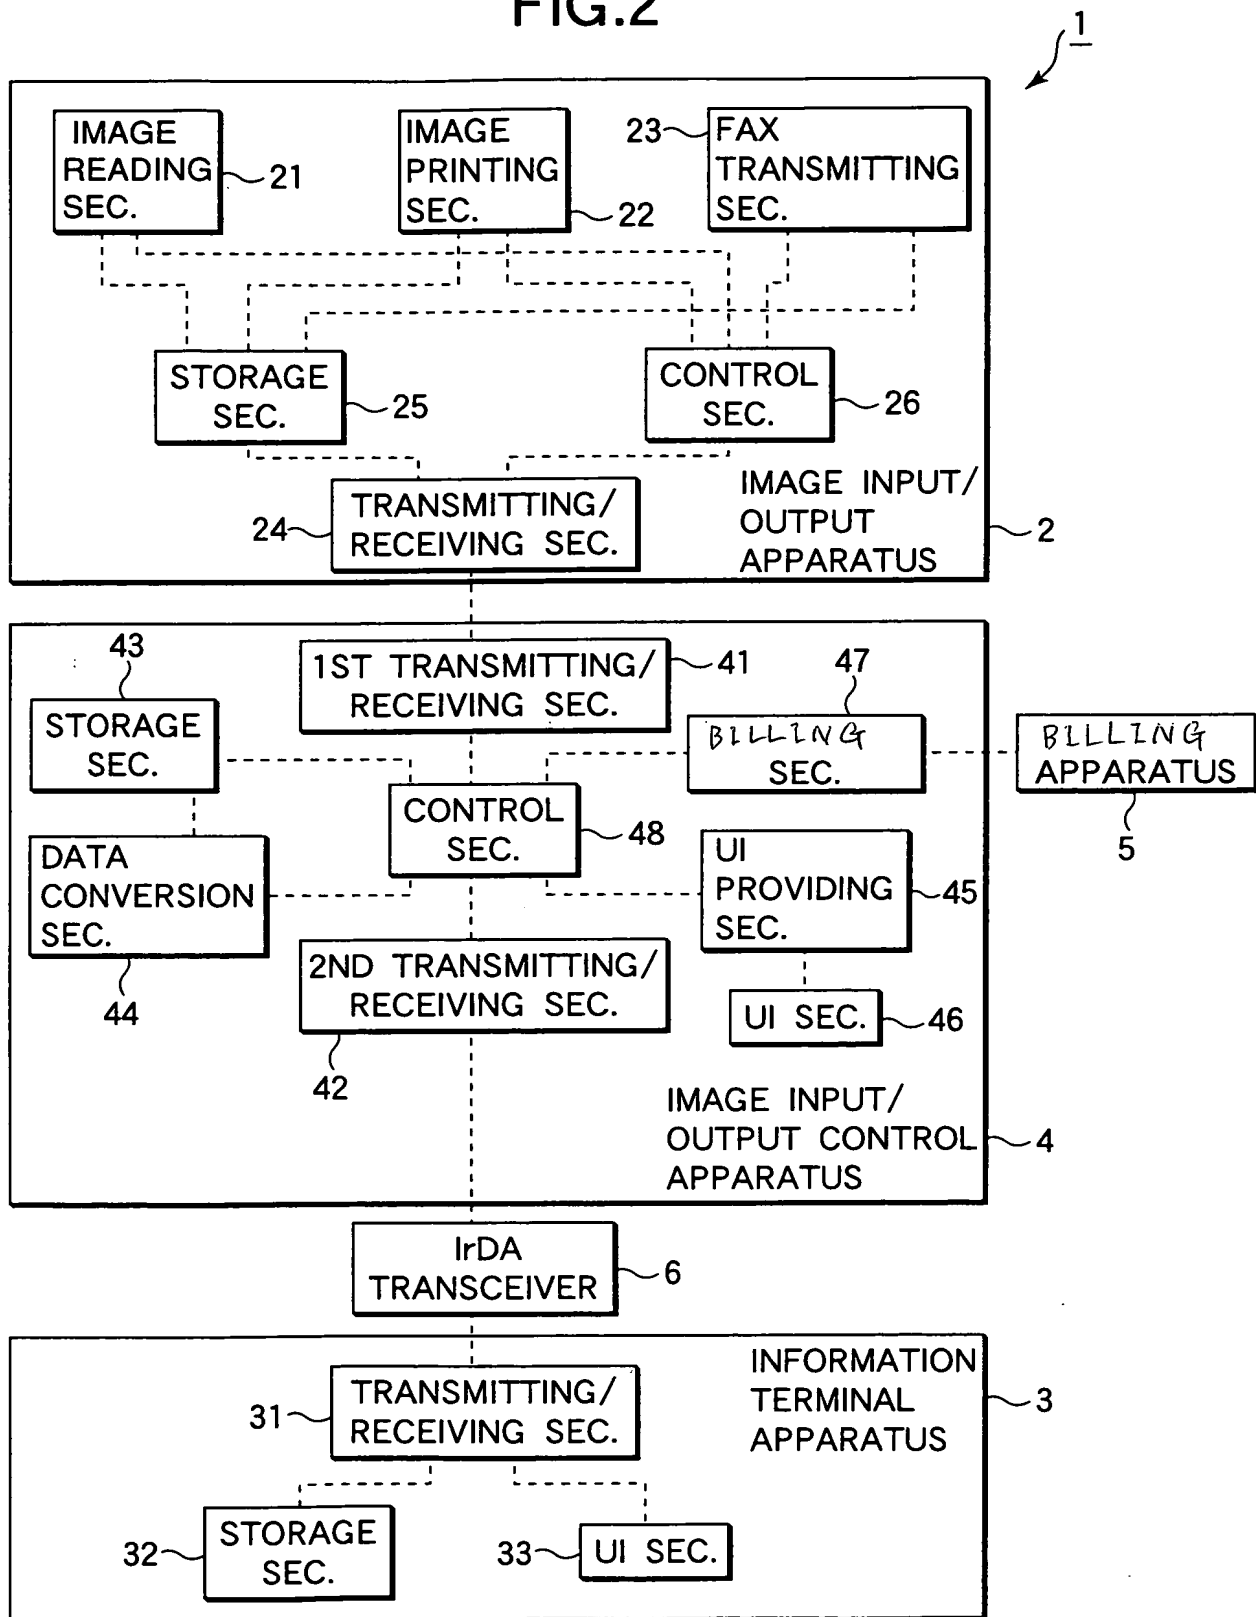 FIG.2
1
IMAGE
READING
SEC.
21
IMAGE
PRINTING
SEC.
22
23
FAX
TRANSMITTING
SEC.
STORAGE
SEC.
25
CONTROL
SEC.
26
24
TRANSMITTING/
RECEIVING SEC.
IMAGE INPUT/
OUTPUT
APPARATUS
2
43
STORAGE
SEC.
1ST TRANSMITTING/
RECEIVING SEC.
41
47
BILLING
SEC.
BILLING
APPARATUS
5
CONTROL
SEC.
48
DATA
CONVERSION
SEC.
44
UI
PROVIDING
SEC.
45
2ND TRANSMITTING/
RECEIVING SEC.
42
UI SEC.
46
IMAGE INPUT/
OUTPUT CONTROL
APPARATUS
4
IrDA
TRANSCEIVER
6
INFORMATION
TERMINAL
APPARATUS
3
31
TRANSMITTING/
RECEIVING SEC.
32
STORAGE
SEC.
33
UI SEC.